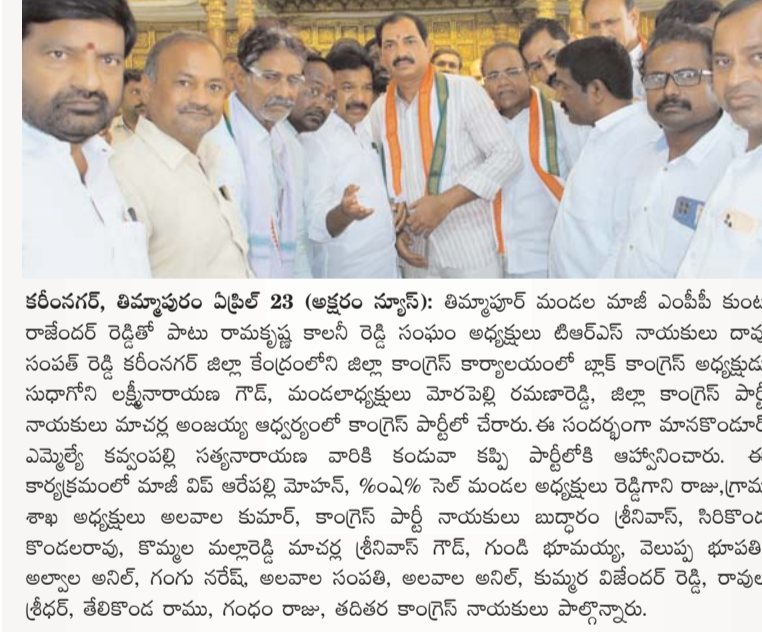 కరీంనగర్, తిమ్మాపురం ఏప్రిల్ 23 (అక్షరం న్యూస్): తిమ్మాపూర్ మండల మాజీ ఎంపీపీ కుంట
రాజేందర్ రెడ్డితో పాటు రామకృష్ణ కాలనీ రెడ్డి సంఘం అధ్యక్షులు టిఆర్ఎస్ నాయకులు దావు
సంపత్ రెడ్డి కరీంనగర్ జిల్లా కేంద్రంలోని జిల్లా కాంగ్రెస్ కార్యాలయంలో బ్లాక్ కాంగ్రెస్ అధ్యక్షుడు
సుధాగోని లక్ష్మీనారాయణ గౌడ్, మండలాధ్యక్షులు మోరపెల్లి రమణారెడ్డి, జిల్లా కాంగ్రెస్ పార్టీ
నాయకులు మాచర్ల అంజయ్య ఆధ్వర్యంలో కాంగ్రెస్ పార్టీలో చేరారు.ఈ సందర్భంగా మానకొండూర్
ఎమ్మెల్యే కవ్వంపల్లి సత్యనారాయణ వారికి కండువా కప్పి పార్టీలోకి ఆహ్వానించారు. ఈ
కార్యక్రమంలో మాజీ విప్ ఆరేపల్లి మోహన్, %ంషి% సెల్ మండల అధ్యక్షులు రెడ్డిగాని రాజు,గ్రామ
శాఖ అధ్యక్షులు అలవాల కుమార్, కాంగ్రెస్ పార్టీ నాయకులు బుద్ధారం శ్రీనివాస్, సిరికొండ
కొండలరావు, కొమ్మల మల్లారెడ్డి మాచర్ల శ్రీనివాస్ గౌడ్, గుండి భూమయ్య, వెలుప్ప భూపతి
అల్వాల అనిల్, గంగు నరేష్, అలవాల సంపతి, అలవాల అనిల్, కుమ్మర విజేందర్ రెడ్డి, రావుల
శ్రీధర్, తేలికొండ రాము, గంధం రాజు, తదితర కాంగ్రెస్ నాయకులు పాల్గొన్నారు.